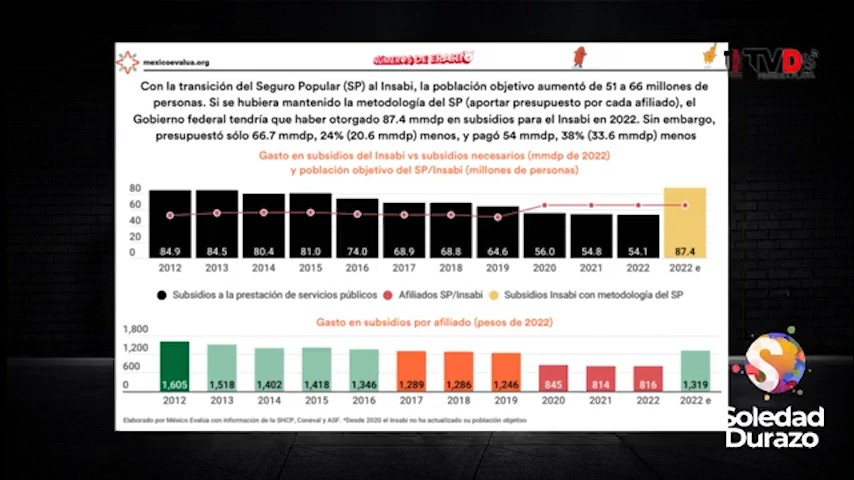 mexicoevalua.org
NÚMEROS DE ERARIO
TVD
Con la transición del Seguro Popular (SP) al Insabi, la población objetivo aumentó de 51 a 66 millones de
personas. Si se hubiera mantenido la metodología del SP (aportar presupuesto por cada afiliado), el
Gobierno federal tendría que haber otorgado 87.4 mmdp en subsidios para el Insabi en 2022. Sin embargo,
presupuestó sólo 66.7 mmdp, 24% (20.6 mmdp) menos, y pagó 54 mmdp, 38% (33.6 mmdp) menos
Gasto en subsidios del Insabi vs subsidios necesarios (mmdp de 2022)
y población objetivo del SP/Insabi (millones de personas)
80
60
40
20
0
84.9 84.5 80.4 81.0 74.0 68.9 68.8 64.6 56.0 54.8 54.1 87.4
2012 2013 2014 2015 2016 2017 2018 2019 2020 2021 2022 2022 e
Subsidios a la prestación de servicios públicos Afiliados SP/Insabi Subsidios Insabi con metodología del SP
Gasto en subsidios por afiliado (pesos de 2022)
1,800
1,200
600
0
1,605 1,518 1,402 1,418 1,346 1,289 1,286 1,246 845 814 816 1,319
2012 2013 2014 2015 2016 2017 2018 2019 2020 2021 2022 2022 e
Elaborado por México Evalúa con información de la SHCP, Coneval y ASF. *Desde 2020 el Insabi no ha actualizado su población objetivo
S
Soledad
Durazo